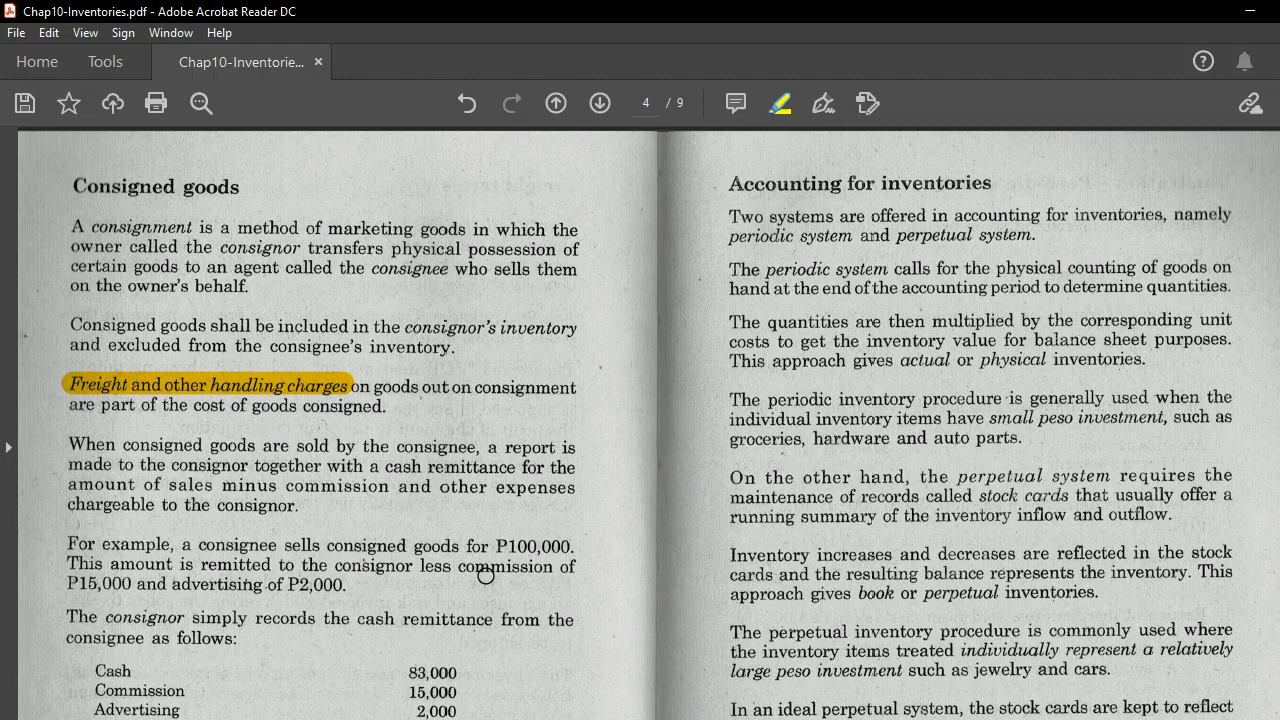 Chap10-Inventories.pdf - Adobe Acrobat Reader DC
File Edit View Sign Window Help
Home Tools Chap10-Inventorie... ×
4 / 9
Consigned goods
A consignment is a method of marketing goods in which the
owner called the consignor transfers physical possession of
certain goods to an agent called the consignee who sells them
on the owner's behalf.
Consigned goods shall be included in the consignor's inventory
and excluded from the consignee's inventory.
Freight and other handling charges on goods out on consignment
are part of the cost of goods consigned.
When consigned goods are sold by the consignee, a report is
made to the consignor together with a cash remittance for the
amount of sales minus commission and other expenses
chargeable to the consignor.
For example, a consignee sells consigned goods for P100,000.
This amount is remitted to the consignor less commission of
P15,000 and advertising of P2,000.
The consignor simply records the cash remittance from the
consignee as follows:
Cash 83,000
Commission 15,000
Advertising 2,000
Accounting for inventories
Two systems are offered in accounting for inventories, namely
periodic system and perpetual system.
The periodic system calls for the physical counting of goods on
hand at the end of the accounting period to determine quantities.
The quantities are then multiplied by the corresponding unit
costs to get the inventory value for balance sheet purposes.
This approach gives actual or physical inventories.
The periodic inventory procedure is generally used when the
individual inventory items have small peso investment, such as
groceries, hardware and auto parts.
On the other hand, the perpetual system requires the
maintenance of records called stock cards that usually offer a
running summary of the inventory inflow and outflow.
Inventory increases and decreases are reflected in the stock
cards and the resulting balance represents the inventory. This
approach gives book or perpetual inventories.
The perpetual inventory procedure is commonly used where
the inventory items treated individually represent a relatively
large peso investment such as jewelry and cars.
In an ideal perpetual system, the stock cards are kept to reflect